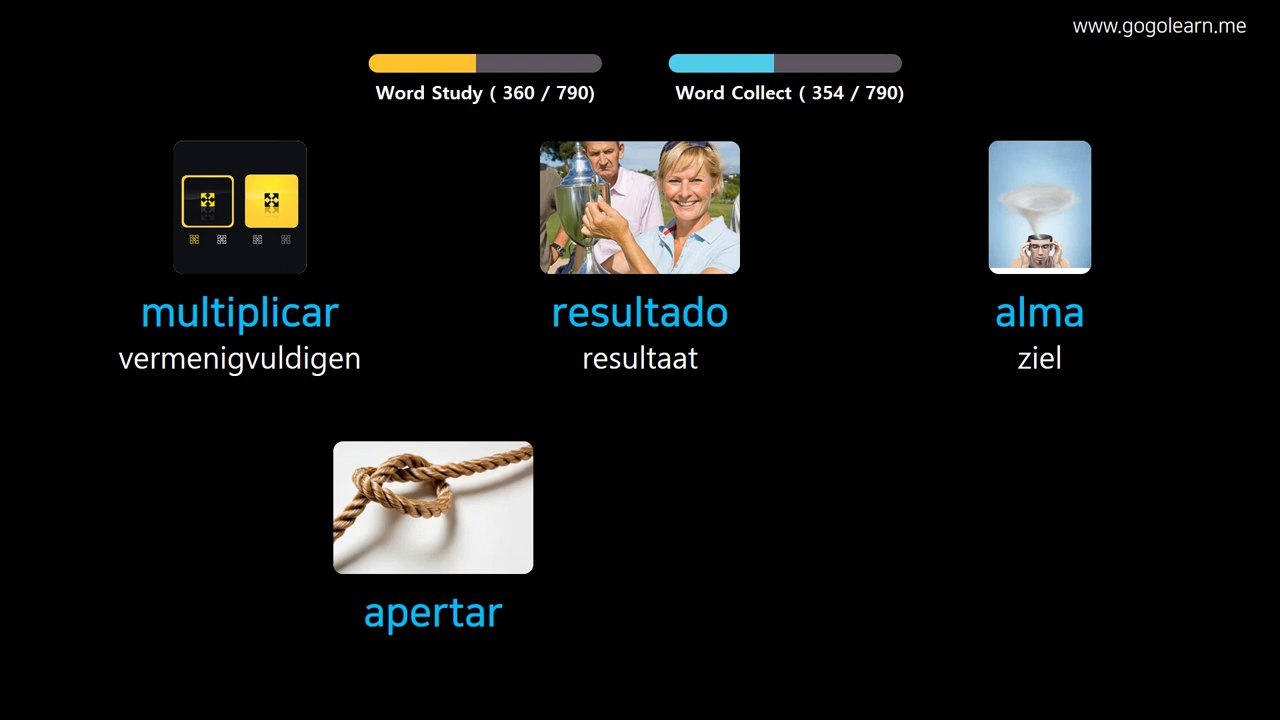 www.gogolearn.me
Word Study ( 360 / 790)
Word Collect ( 354 / 790)
multiplicar
vermenigvuldigen
resultado
resultaat
alma
ziel
apertar